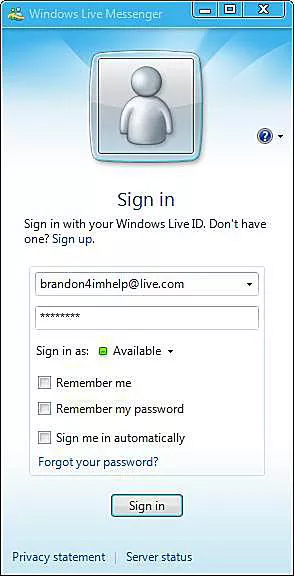 Windows Live Messenger
Sign in
Sign in with your Windows Live ID. Don't have
one? Sign up.
brandon4imhelp@live.com
********
Sign in as: Available
Remember me
Remember my password
Sign me in automatically
Forgot your password?
Sign in
Privacy statement | Server status